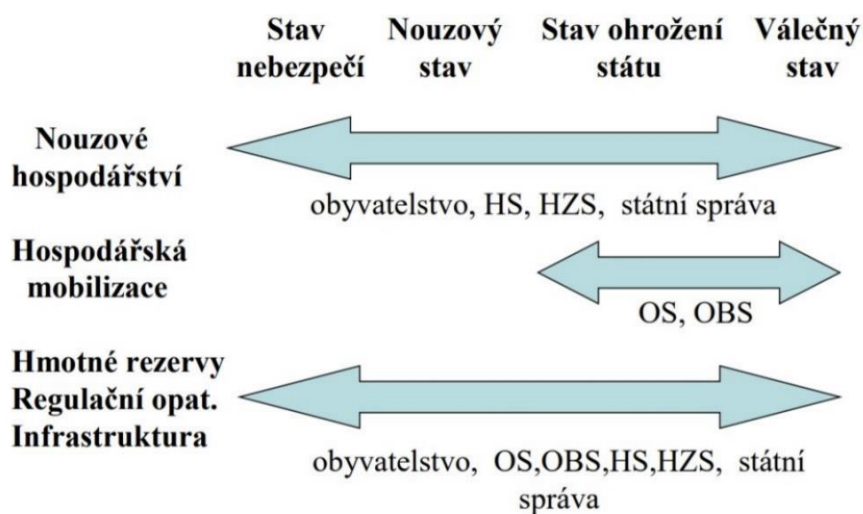 Stav nebezpečí
Nouzový stav
Stav ohrožení státu
Válečný stav
Nouzové
hospodářství
obyvatelstvo, HS, HZS, státní správa
Hospodářská
mobilizace
OS, OBS
Hmotné rezervy
Regulační opat.
Infrastruktura
obyvatelstvo, OS,OBS,HS,HZS, státní
správa